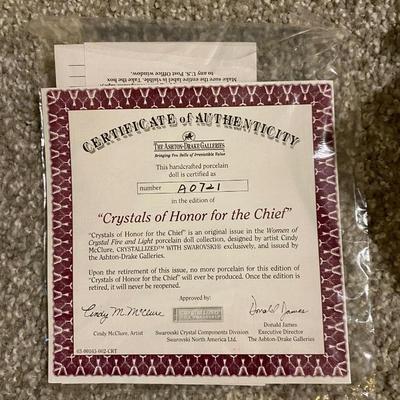 Make sure the entire label is visible. Take the box
to any U.S. Post Office window.
CERTIFICATE of AUTHENTICITY
THE ASHTON-DRAKE GALLERIES
Bringing You Dolls of Irresistible Value
This handcrafted porcelain
doll is certified as
number A0721
in the edition of
"Crystals of Honor for the Chief"
"Crystals of Honor for the Chief" is an original issue in the Women of
Crystal Fire and Light porcelain doll collection, designed by artist Cindy
McClure, CRYSTALLIZED™ WITH SWAROVSKI® exclusively, and issued by
the Ashton-Drake Galleries.
Upon the retirement of this issue, no more porcelain for this edition of
"Crystals of Honor for the Chief" will ever be produced. Once the edition is
retired, it will never be reopened.
Approved by:
Cindy M. McClure
Donald James
Cindy McClure, Artist
Swarovski Crystal Components Division
Swarovski North America Ltd.
Donald James
Executive Director
The Ashton-Drake Galleries
03-00165-002-CRT